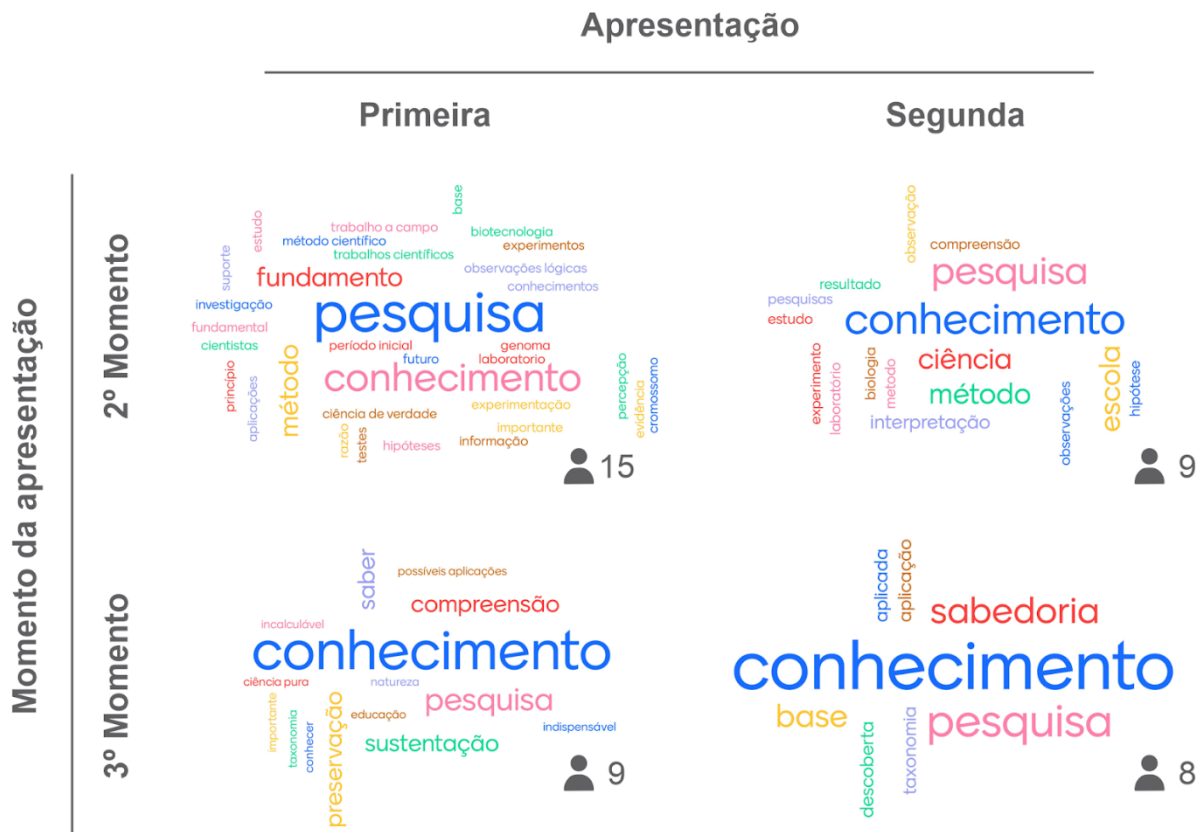 Apresentação
Primeira
Segunda
Momento da apresentação
2º Momento
base
estudo
trabalho a campo
biotecnologia
método científico
experimentos
trabalhos científicos
suporte
fundamento
observações lógicas
conhecimentos
investigação
pesquisa
fundamental
cientistas
período inicial
genoma
futuro
laboratorio
princípio
aplicações
método
conhecimento
percepção
evidência
cromossomo
experimentação
ciência de verdade
importante
razão
testes
hipóteses
informação
15
observação
compreensão
pesquisa
resultado
pesquisas
estudo
conhecimento
experimento
laboratório
biologia
metodo
ciência
método
escola
hipótese
interpretação
observações
9
3º Momento
saber
possíveis aplicações
compreensão
incalculável
conhecimento
ciência pura
natureza
pesquisa
importante
taxonomia
conhecer
preservação
educação
indispensável
sustentação
9
aplicada
aplicação
sabedoria
conhecimento
base
pesquisa
descoberta
taxonomia
8